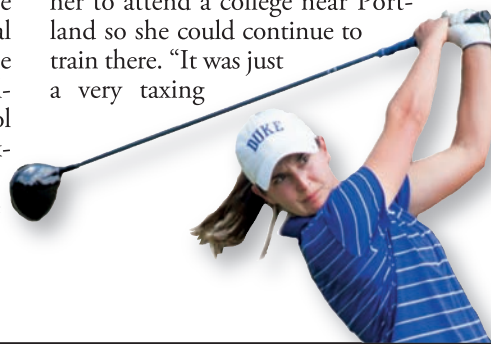 her to attend a college near Port-
land so she could continue to
train there. “It was just
a very taxing
DUKE